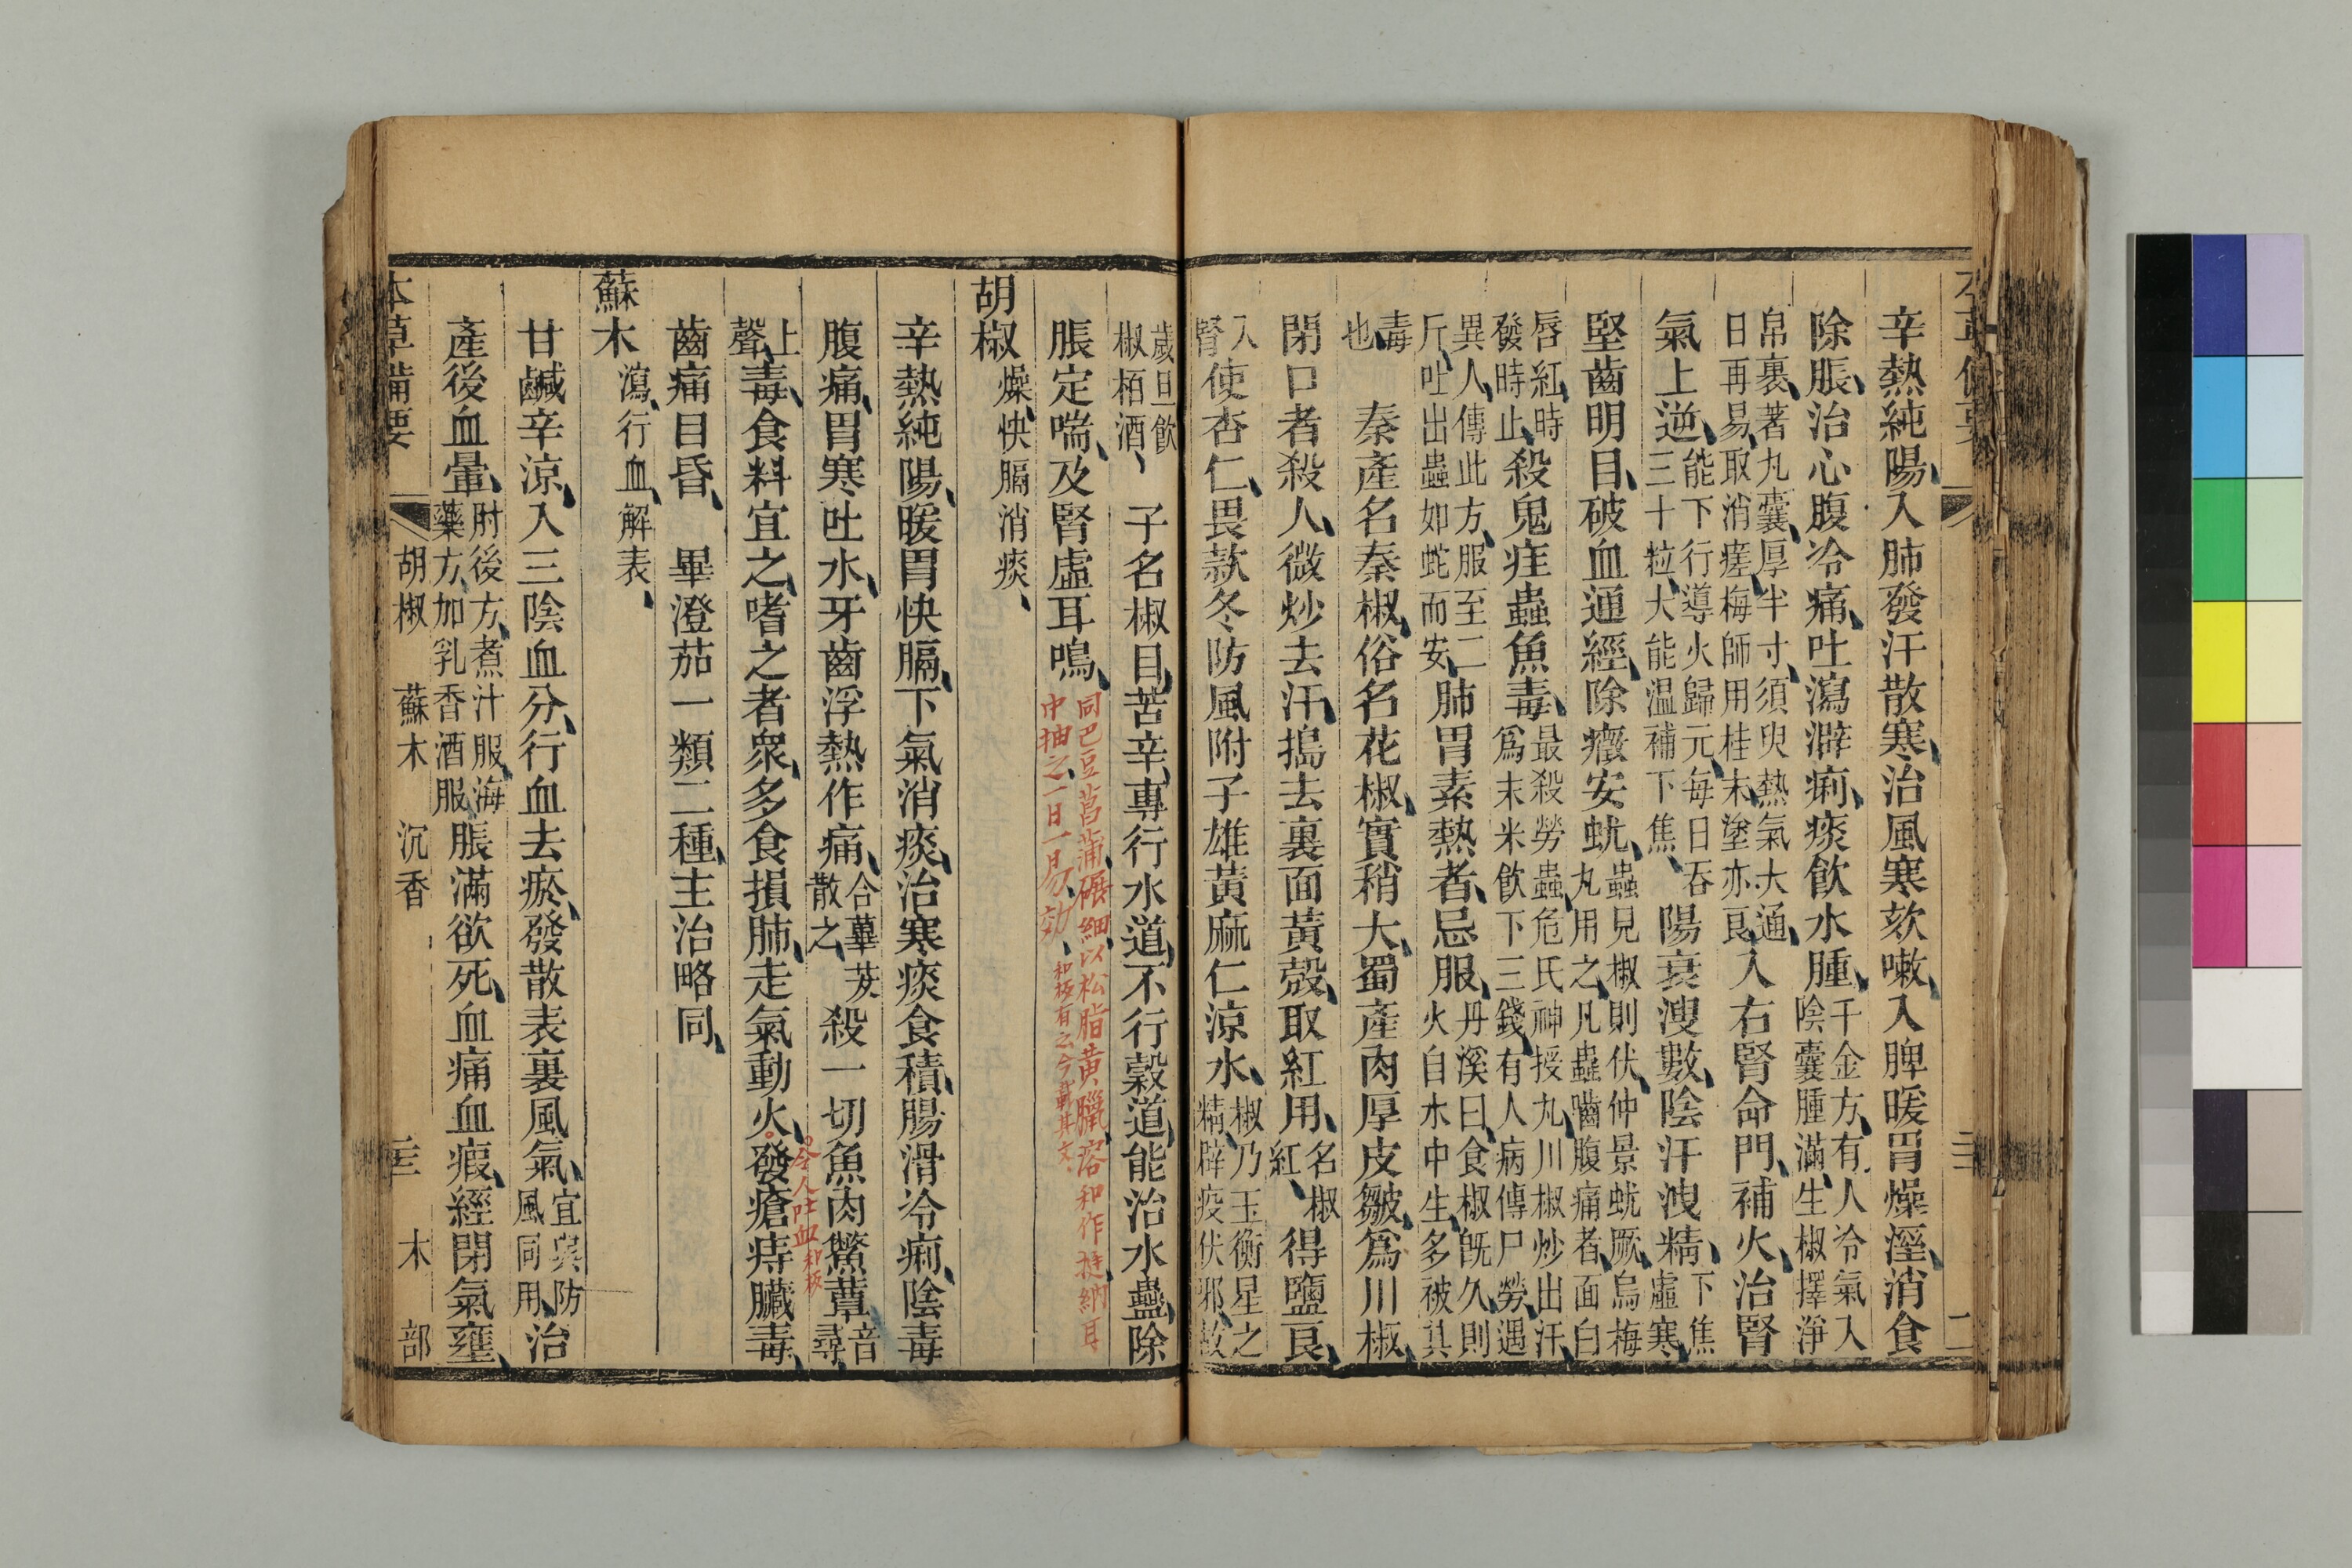 辛熱純陽入肺發汗散寒治風寒欬嗽入脾暖胃燥溼消食
除脹治心腹冷痛吐瀉澼痢痰飲水腫千金方有人冷氣入陰囊腫滿生椒擇淨
帛裹著丸囊厚半寸須臾熱氣大通日再易取消瘥梅師用桂末塗亦良入右腎命門補火治腎
氣上逆能下行導火歸元每日吞三十粒大能温補下焦陽衰溲數陰汗洩精下焦虛寒
堅齒明目破血通經除癥安蚘蟲見椒則伏仲景蚘厥烏梅丸用之凡蟲嚙腹痛者面白
唇紅時發時止殺鬼疰蟲魚毒最殺勞蟲危氏神授丸川椒炒出汗爲末米飲下三錢有人病傳尸勞遇
異人傳此方服至二斤吐出蟲如蛇而安肺胃素熱者忌服丹溪曰食椒既久則火自水中生多被其
毒也秦產名秦椒俗名花椒實稍大蜀產肉厚皮皺爲川椒
閉口者殺人微炒去汗搗去裏面黃殼取紅用名椒紅得鹽良
入腎使杏仁畏款冬防風附子雄黃麻仁涼水椒乃玉衡星之精辟疫伏邪故
歲旦飲椒栢酒子名椒目苦辛專行水道不行穀道能治水蠱除
脹定喘及腎虛耳鳴同巴豆菖蒲碾細以松脂黃臘溶和作挺納耳中抽之一日一易効和板有之今載其文
胡椒燥快膈消痰
辛熱純陽暖胃快膈下氣消痰治寒痰食積腸滑冷痢陰毒
腹痛胃寒吐水牙齒浮熱作痛合蓽茇散之殺一切魚肉鱉蕈音尋
上聲毒食料宜之嗜之者衆多食損肺走氣動火發瘡痔臟毒
令人吐血和板
齒痛目昏 畢澄茄一類二種主治略同
蘇木瀉行血解表
甘鹹辛涼入三陰血分行血去瘀發散表裏風氣宜與防風同用治
產後血暈肘後方煮汁服海藥方加乳香酒服脹滿欲死血痛血瘕經閉氣壅
本草備要 胡椒 蘇木 沉香 木部